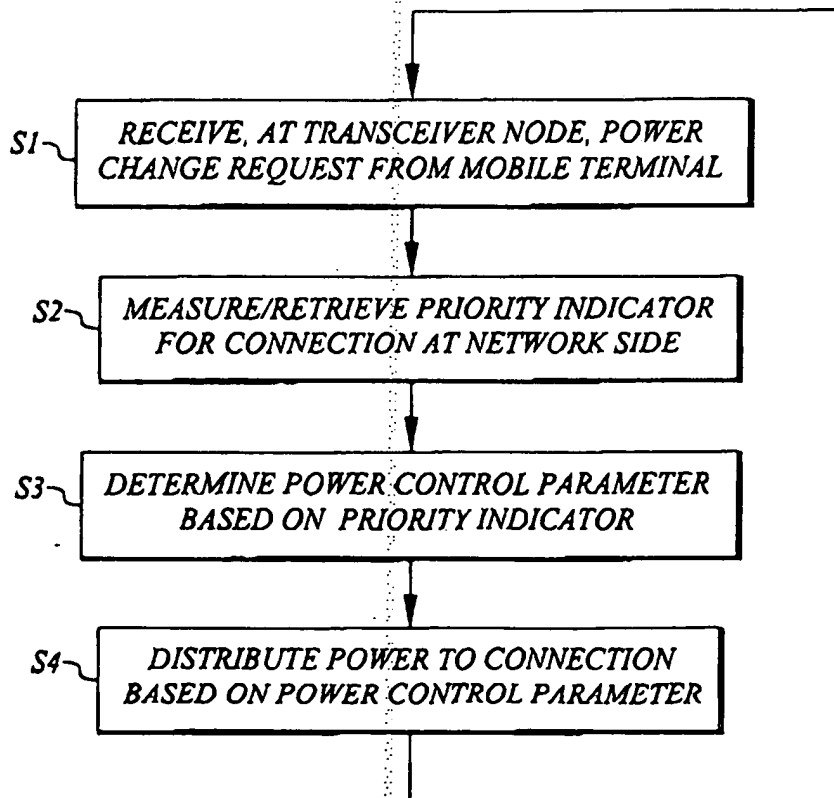 S1
RECEIVE, AT TRANSCEIVER NODE, POWER
CHANGE REQUEST FROM MOBILE TERMINAL
S2
MEASURE/RETRIEVE PRIORITY INDICATOR
FOR CONNECTION AT NETWORK SIDE
S3
DETERMINE POWER CONTROL PARAMETER
BASED ON PRIORITY INDICATOR
S4
DISTRIBUTE POWER TO CONNECTION
BASED ON POWER CONTROL PARAMETER